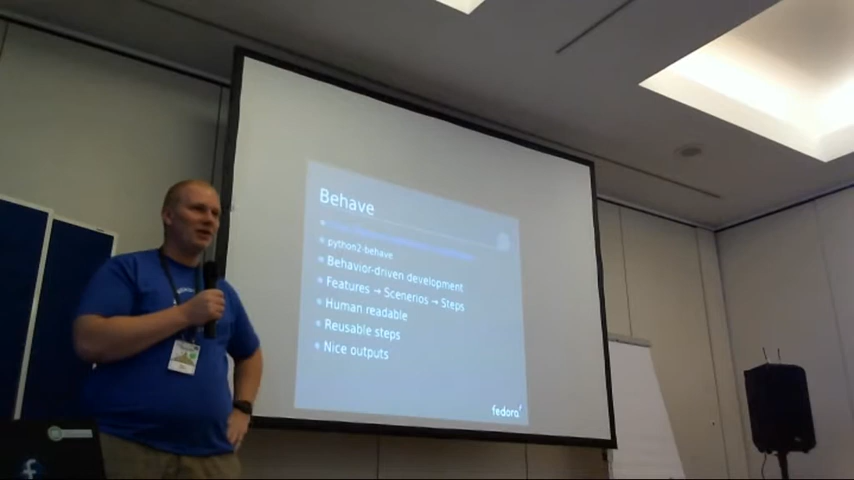 Behave
python2-behave
Behavior-driven development
Features → Scenerios → Steps
Human readable
Reusable steps
Nice outputs
fedora